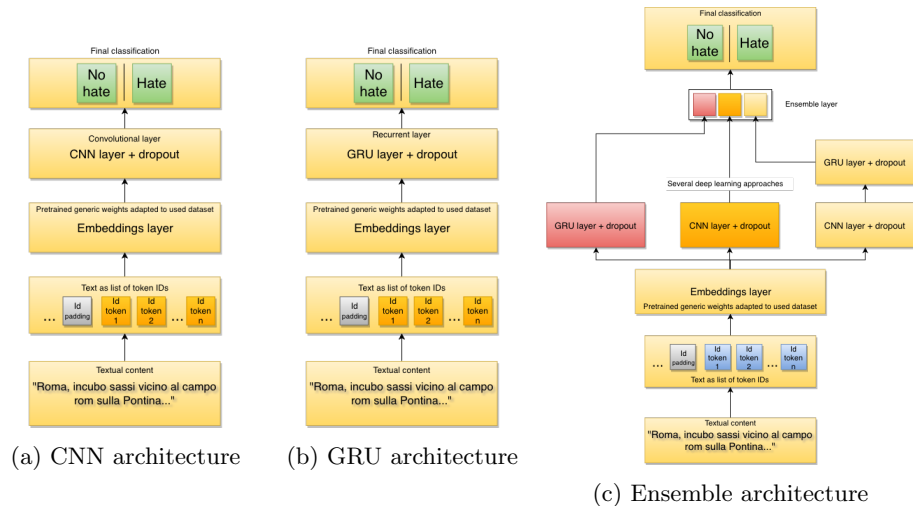 Final classification
No
hate
Hate
Convolutional layer
CNN layer + dropout
Pretrained generic weights adapted to used dataset
Embeddings layer
Text as list of token IDs
...
Id
padding
Id
token
1
Id
token
2
...
Id
token
n
Textual content
"Roma, incubo sassi vicino al campo
rom sulla Pontina..."
(a) CNN architecture
Final classification
No
hate
Hate
Recurrent layer
GRU layer + dropout
Pretrained generic weights adapted to used dataset
Embeddings layer
Text as list of token IDs
...
Id
padding
Id
token
1
Id
token
2
...
Id
token
n
Textual content
"Roma, incubo sassi vicino al campo
rom sulla Pontina..."
(b) GRU architecture
Final classification
No
hate
Hate
Ensemble layer
GRU layer + dropout
Several deep learning approaches
GRU layer + dropout
CNN layer + dropout
CNN layer + dropout
Embeddings layer
Pretrained generic weights adapted to used dataset
...
Id
padding
Id
token
1
Id
token
2
...
Id
token
n
Text as list of token IDs
Textual content
"Roma, incubo sassi vicino al campo
rom sulla Pontina..."
(c) Ensemble architecture